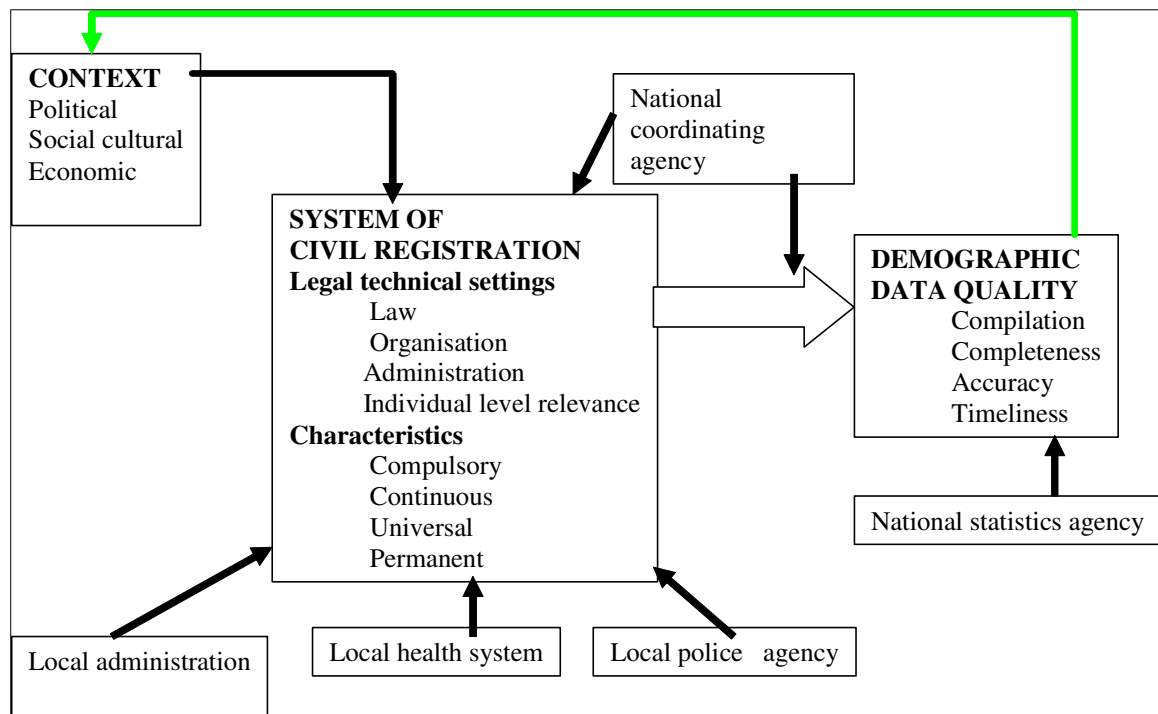 CONTEXT
Political
Social cultural
Economic
National
coordinating
agency
SYSTEM OF
CIVIL REGISTRATION
Legal technical settings
Law
Organisation
Administration
Individual level relevance
Characteristics
Compulsory
Continuous
Universal
Permanent
DEMOGRAPHIC
DATA QUALITY
Compilation
Completeness
Accuracy
Timeliness
National statistics agency
Local administration
Local health system
Local police agency